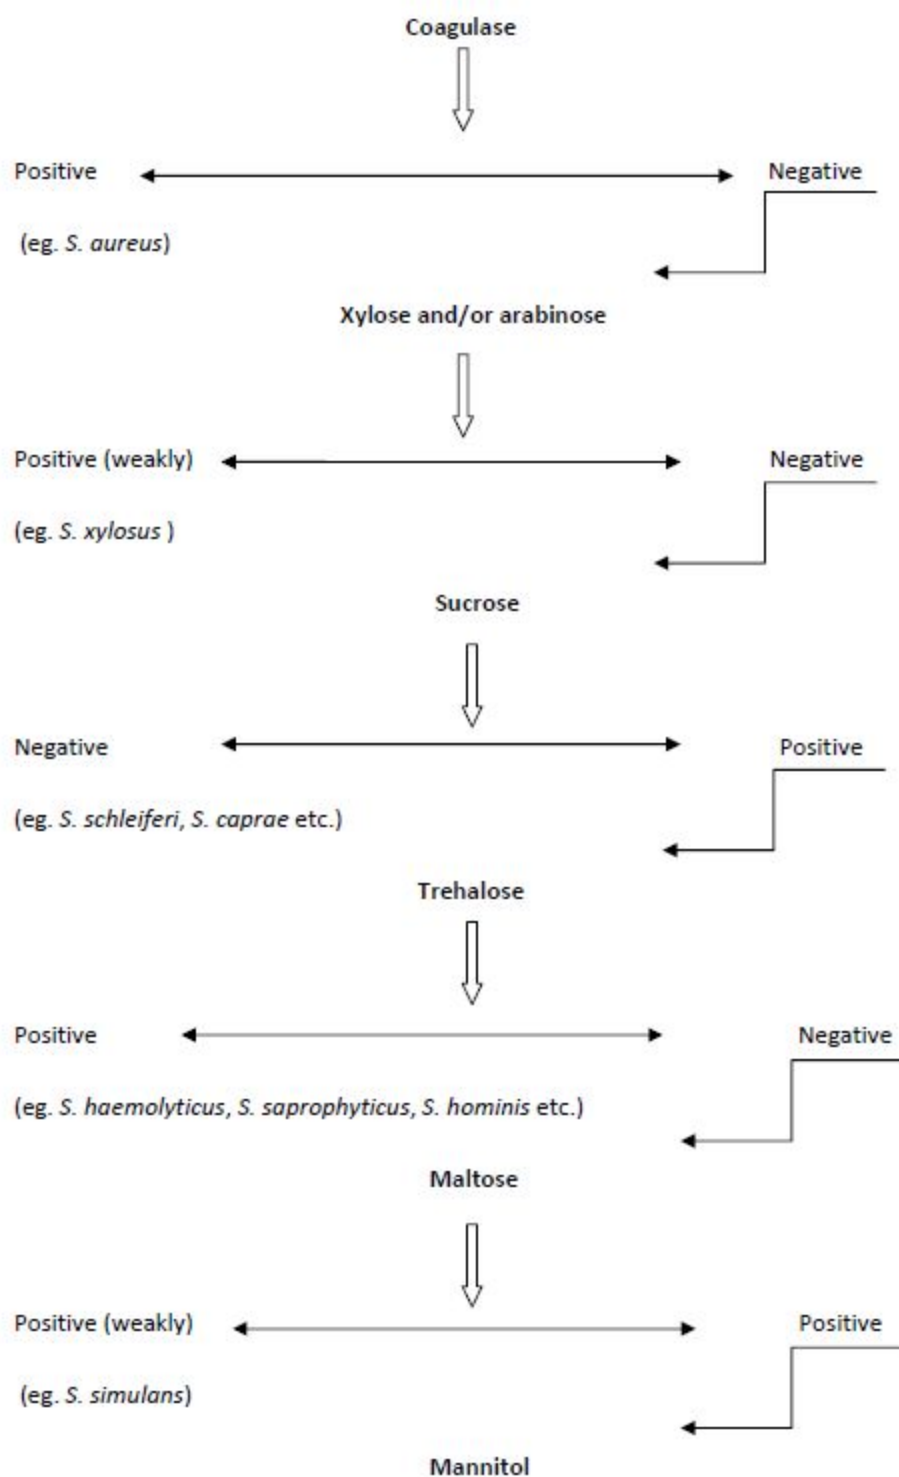 Coagulase
Positive Negative
(eg. S. aureus)
Xylose and/or arabinose
Positive (weakly) Negative
(eg. S. xylosus )
Sucrose
Negative Positive
(eg. S. schleiferi, S. caprae etc.)
Trehalose
Positive Negative
(eg. S. haemolyticus, S. saprophyticus, S. hominis etc.)
Maltose
Positive (weakly) Positive
(eg. S. simulans)
Mannitol